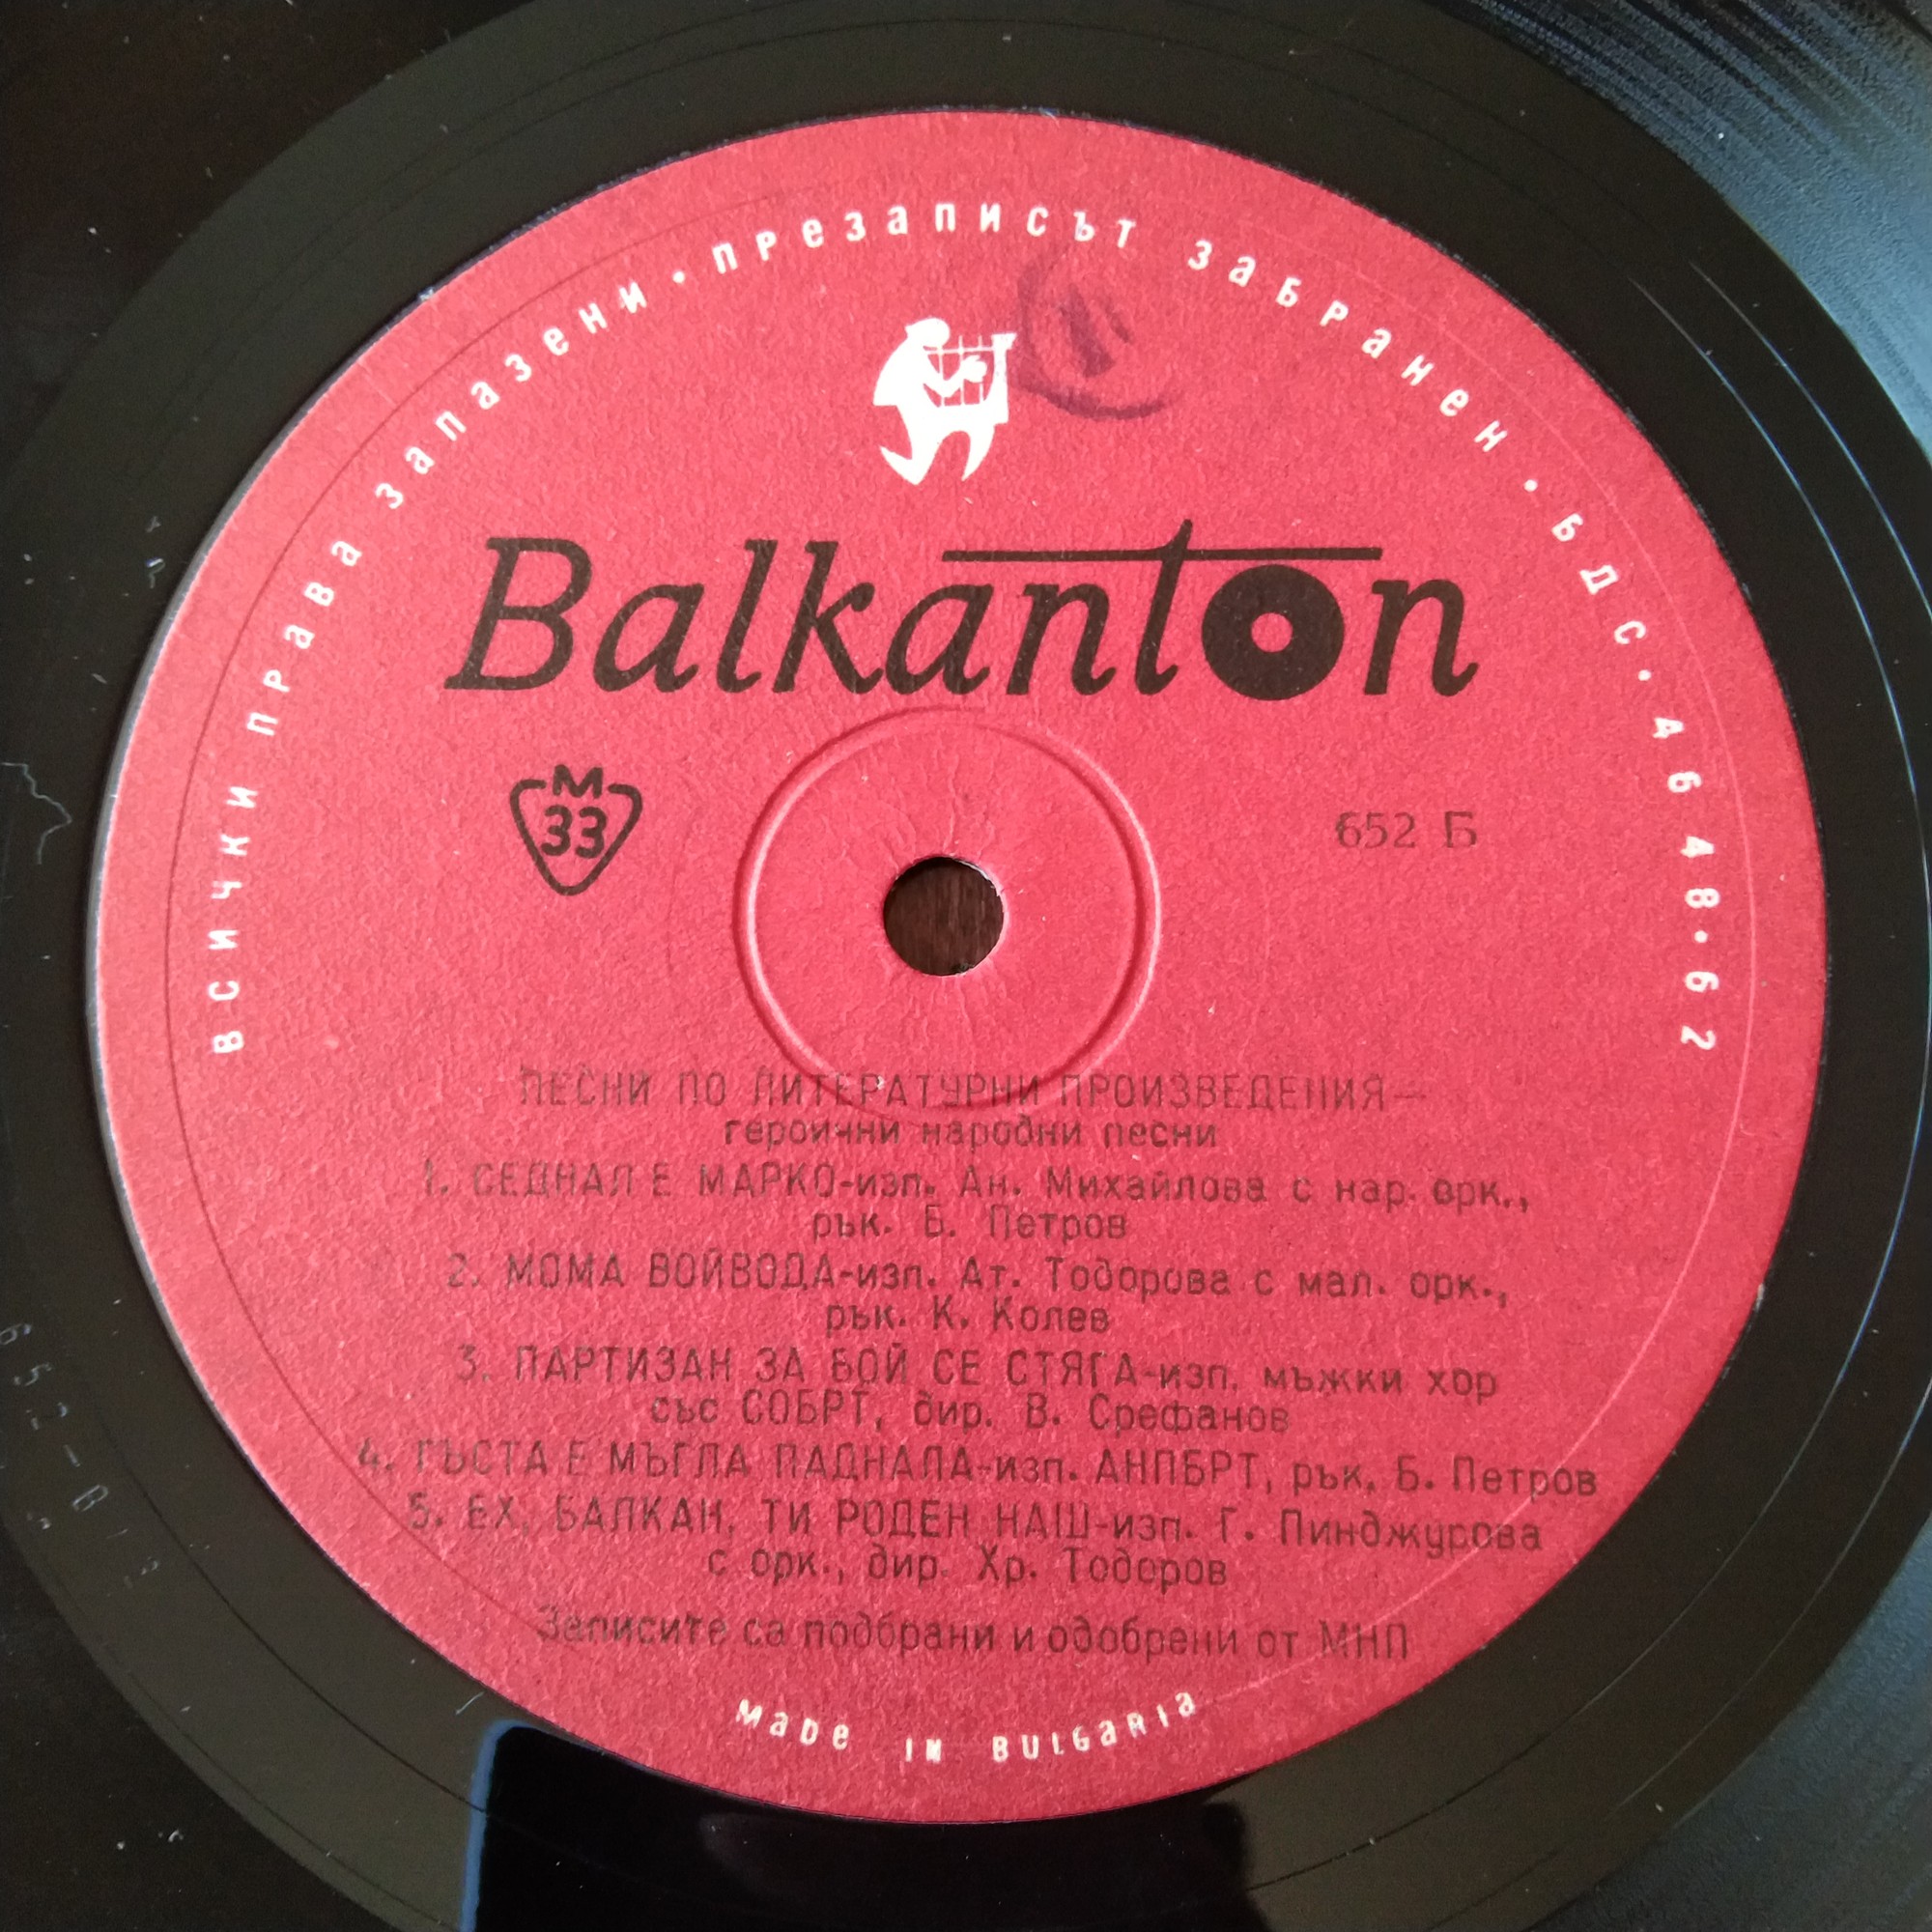 ВСИЧКИ ПРАВА ЗАПАЗЕНИ • ПРЕЗАПИСЪТ ЗАБРАНЕН • БДС • 46 48 • 62
Balkanton
М
33
652 Б
ПЕСНИ ПО ЛИТЕРАТУРНИ ПРОИЗВЕДЕНИЯ—
героични народни песни
1. СЕДНАЛ Е МАРКО-изп. Ан. Михайлова с нар. орк.,
рък. Б. Петров
2. МОМА ВОЙВОДА-изп. Ат. Тодорова с мал. орк.,
рък. К. Колев
3. ПАРТИЗАН ЗА БОЙ СЕ СТЯГА-изп. мъжки хор
със СОБРТ, дир. В. Срефанов
4. ГЪСТА Е МЪГЛА ПАДНАЛА-изп. АНПБРТ, рък. Б. Петров
5. ЕХ, БАЛКАН, ТИ РОДЕН НАШ-изп. Г. Пинджурова
с орк., дир. Хр. Тодоров
Записите са подбрани и одобрени от МНП
MADE IN BULGARIA